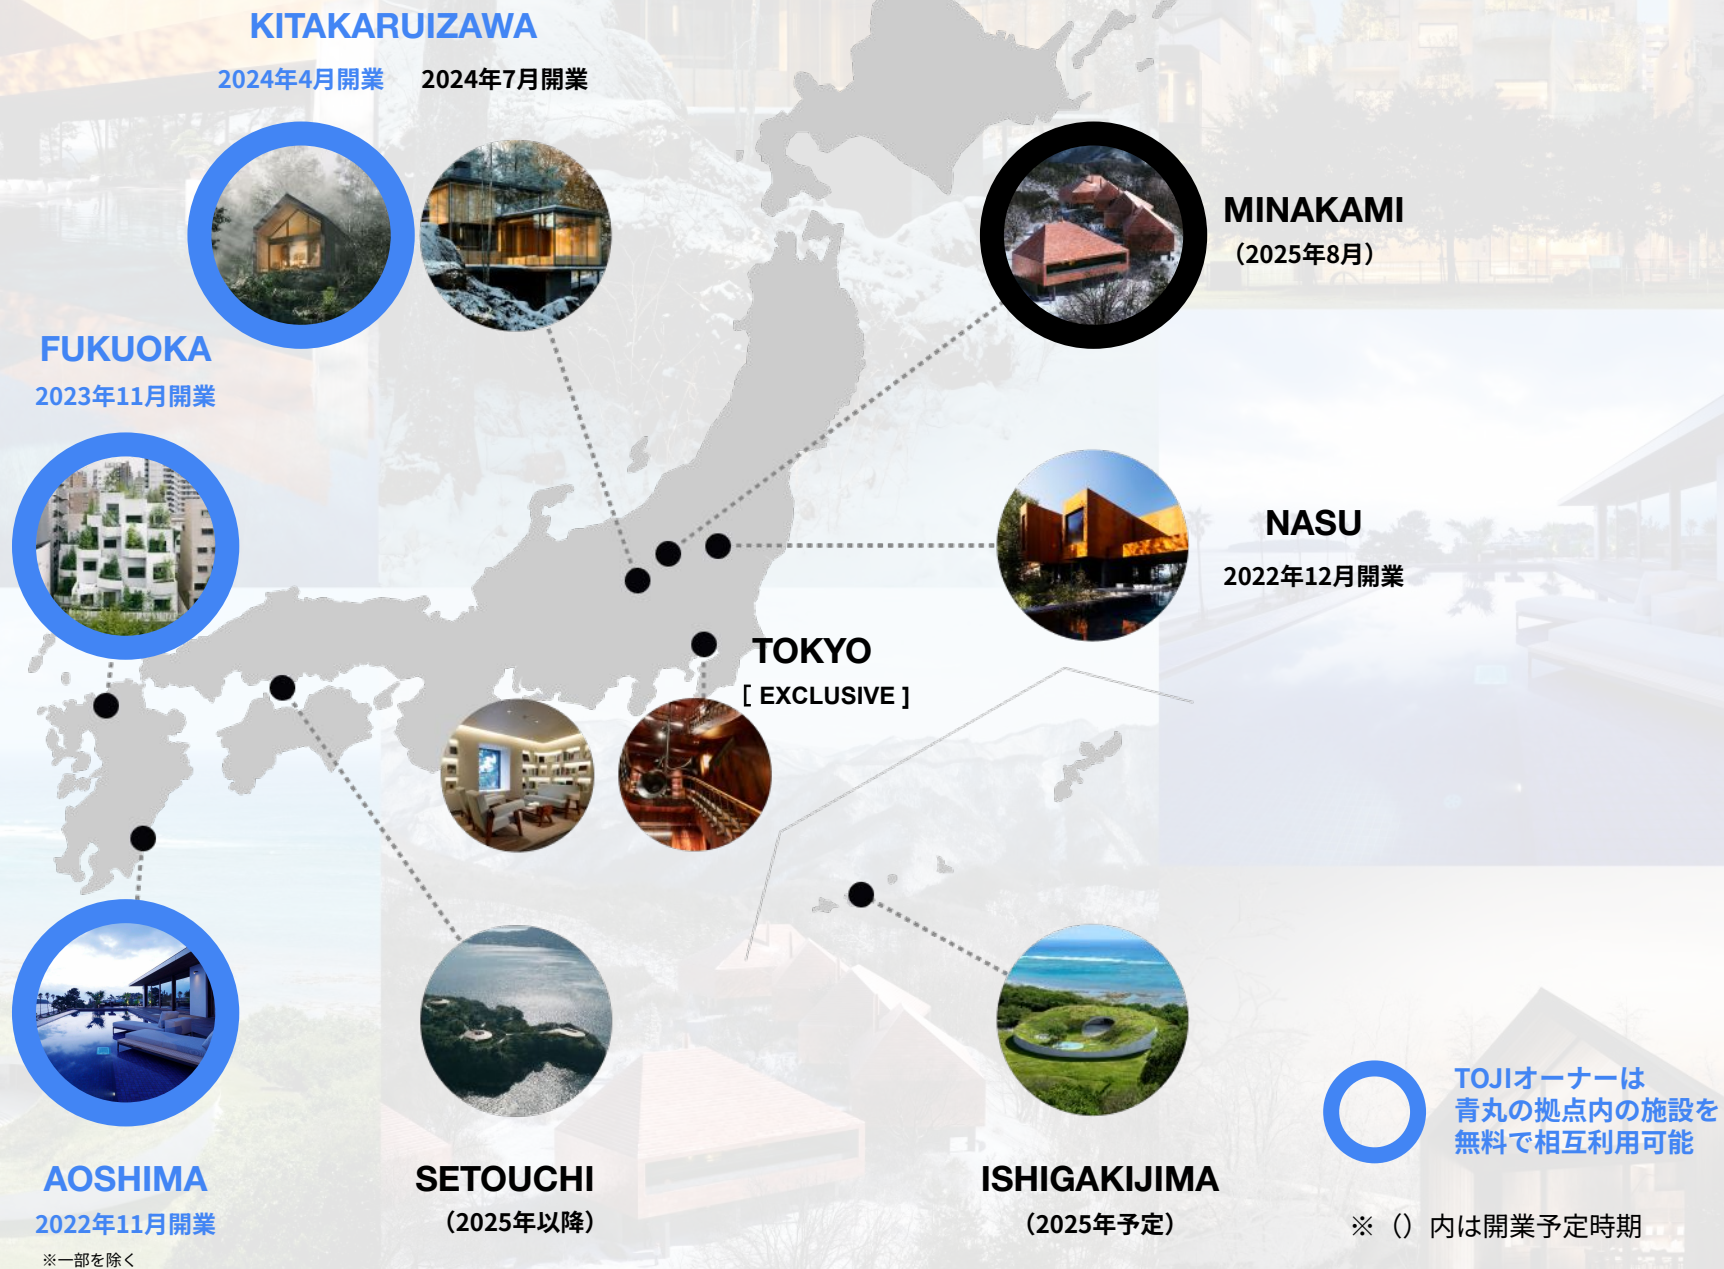 KITAKARUIZAWA
2024年4月開業 2024年7月開業
MINAKAMI
（2025年8月）
FUKUOKA
2023年11月開業
NASU
2022年12月開業
TOKYO
[ EXCLUSIVE ]
AOSHIMA
2022年11月開業
※一部を除く
SETOUCHI
（2025年以降）
ISHIGAKIJIMA
（2025年予定）
TOJIオーナーは
青丸の拠点内の施設を
無料で相互利用可能
※（）内は開業予定時期